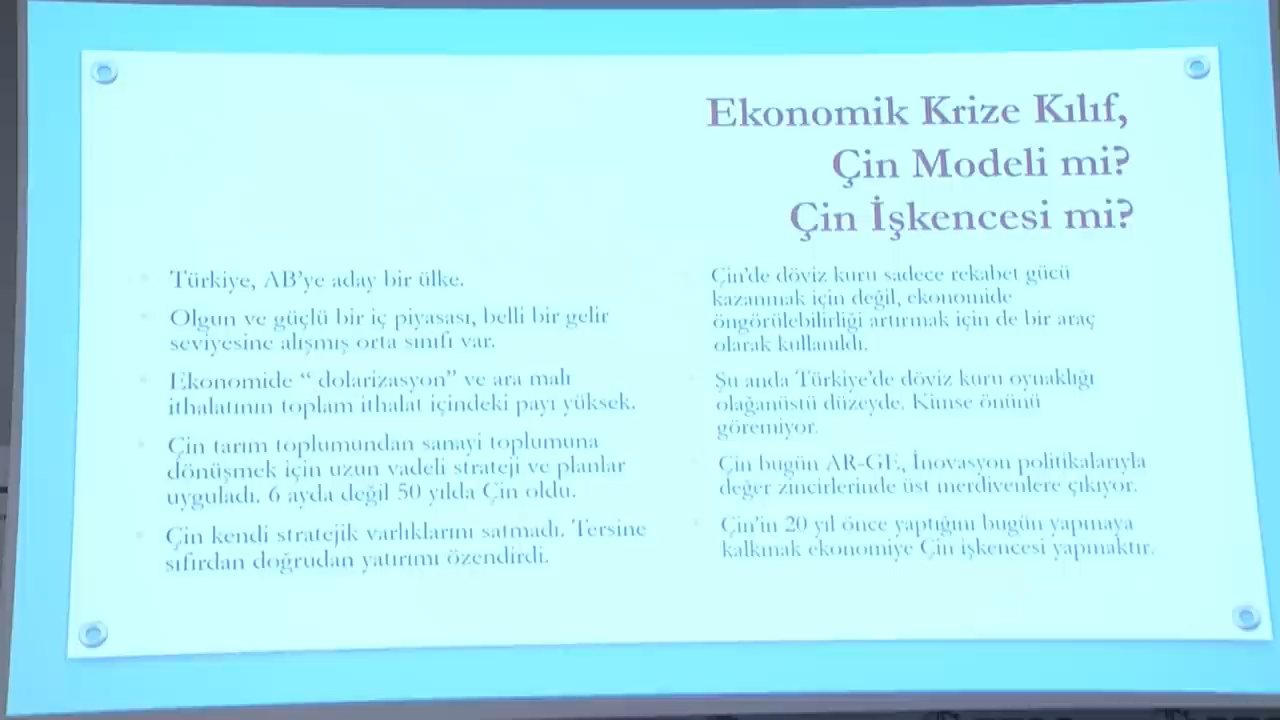 Ekonomik Krize Kılıf,
Çin Modeli mi?
Çin İşkencesi mi?
Türkiye, AB'ye aday bir ülke.
Olgun ve güçlü bir iç piyasası, belli bir gelir
seviyesine alışmış orta sınıfı var.
Ekonomide “ dolarizasyon” ve ara malı
ithalatının toplam ithalat içindeki payı yüksek.
Çin tarım toplumundan sanayi toplumuna
dönüşmek için uzun vadeli strateji ve planlar
uyguladı. 6 ayda değil 50 yılda Çin oldu.
Çin kendi stratejik varlıklarını satmadı. Tersine
sıfırdan doğrudan yatırımı özendirdi.
Çin'de döviz kuru sadece rekabet gücü
kazanmak için değil, ekonomide
öngörülebilirliği artırmak için de bir araç
olarak kullanıldı.
Şu anda Türkiye'de döviz kuru oynaklığı
olağanüstü düzeyde. Kimse önünü
göremiyor.
Çin bugün AR-GE, İnovasyon politikalarıyla
değer zincirlerinde üst merdivenlere çıkıyor.
Çin'in 20 yıl önce yaptığını bugün yapmaya
kalkmak ekonomiye Çin işkencesi yapmaktır.